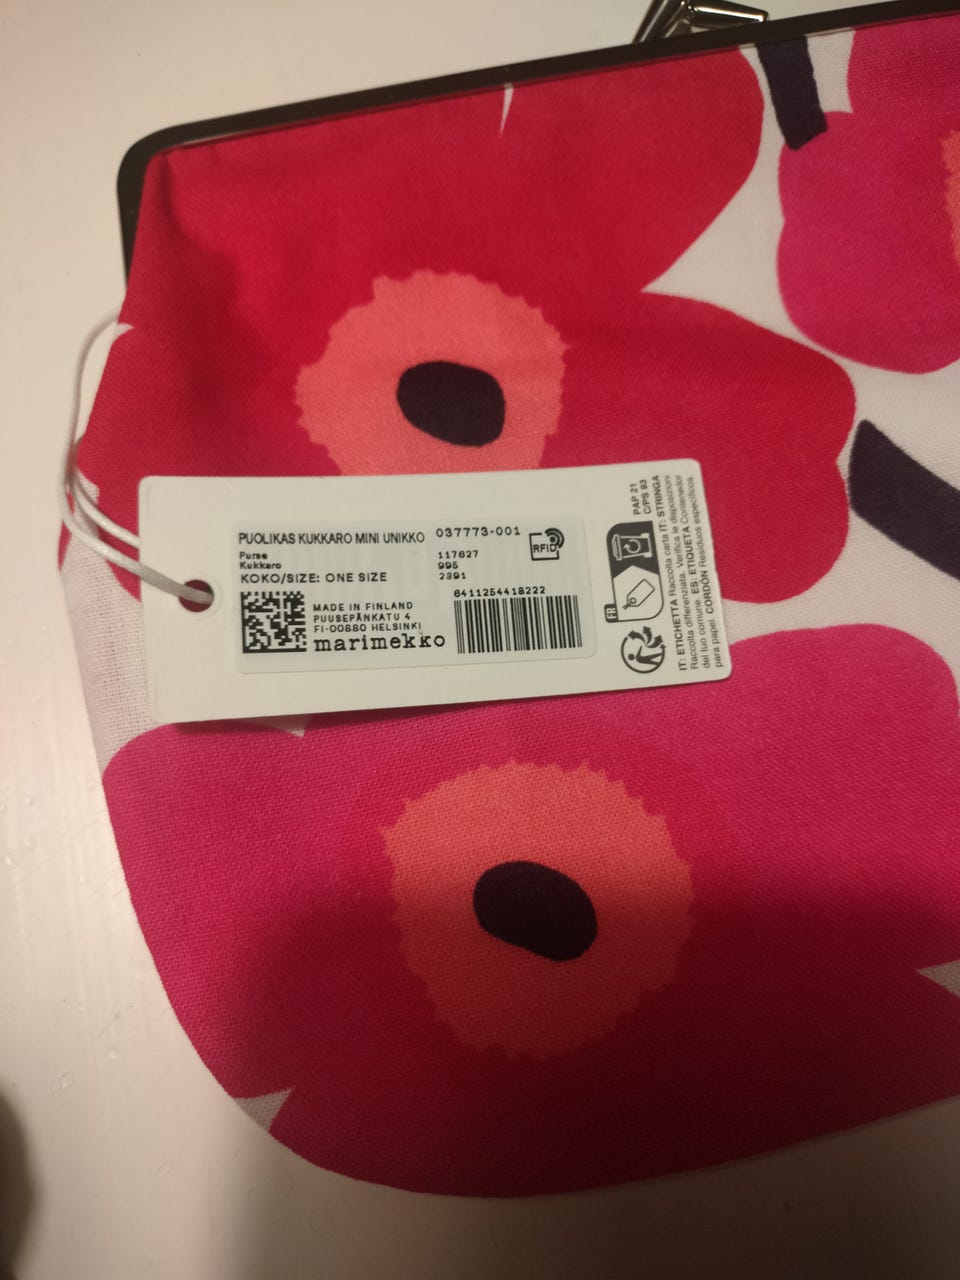 PUOLIKAS KUKKARO MINI UNIKKO 037773-001
Purse 117627
Kukkaro 995
KOKO/SIZE: ONE SIZE 2391
RFID
6411254418222
MADE IN FINLAND
PUUSEPÄNKATU 4
FI-00880 HELSINKI
marimekko
FR
PAP 21
C/PS 93
IT: ETICHETTA Raccolta carta IT: STRINGA
Raccolta differenziata. Verifica le disposizioni
del tuo comune. ES: ETIQUETA Contenedor
para papel. CORDÓN Residuos específicos.